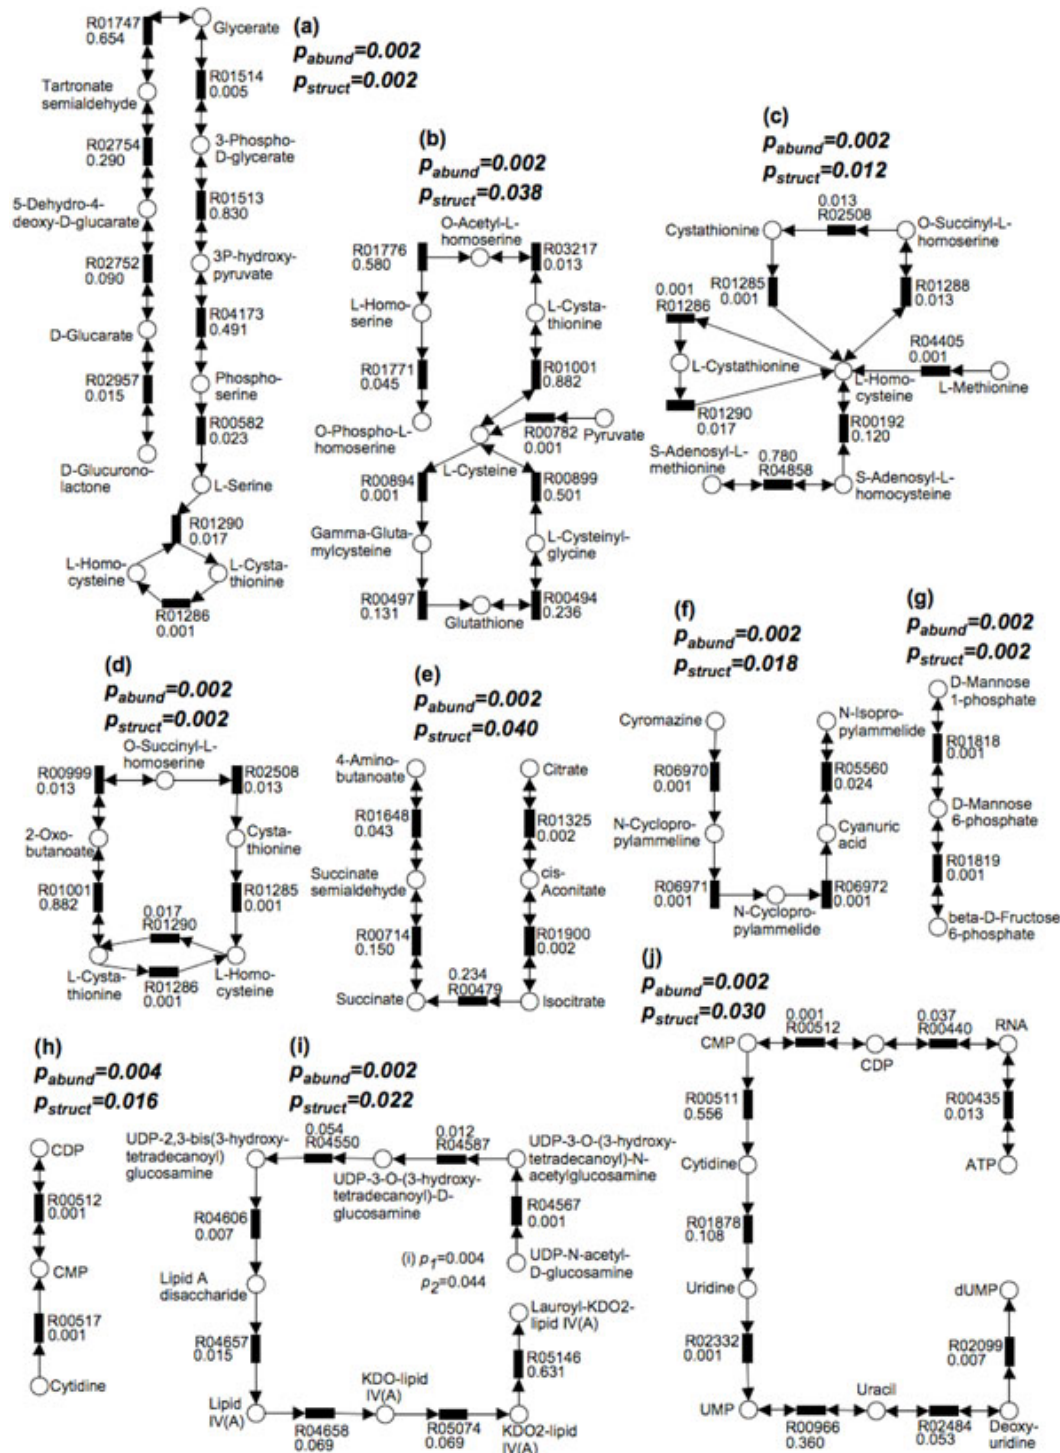 (a)
p_abund=0.002
p_struct=0.002
R01747
0.654
Glycerate
R01514
0.005
Tartronate
semialdehyde
3-Phospho-
D-glycerate
R02754
0.290
R01513
0.830
5-Dehydro-4-
deoxy-D-glucarate
3P-hydroxy-
pyruvate
R02752
0.090
R04173
0.491
D-Glucarate
Phospho-
serine
R02957
0.015
R00582
0.023
D-Glucurono-
lactone
L-Serine
R01290
0.017
L-Homo-
cysteine
L-Cysta-
thionine
R01286
0.001
(b)
p_abund=0.002
p_struct=0.038
O-Acetyl-L-
homoserine
R01776
0.580
R03217
0.013
L-Homo-
serine
L-Cysta-
thionine
R01771
0.045
R01001
0.882
O-Phospho-L-
homoserine
R00782
0.001
Pyruvate
L-Cysteine
R00894
0.001
R00899
0.501
Gamma-Gluta-
mylcysteine
L-Cysteinyl-
glycine
R00497
0.131
R00494
0.236
Glutathione
(c)
p_abund=0.002
p_struct=0.012
0.013
R02508
Cystathionine
O-Succinyl-L-
homoserine
R01285
0.001
R01288
0.013
0.001
R01286
L-Cystathionine
R04405
0.001
L-Homo-
cysteine
L-Methionine
R01290
0.017
R00192
0.120
S-Adenosyl-L-
methionine
0.780
R04858
S-Adenosyl-L-
homocysteine
(d)
p_abund=0.002
p_struct=0.002
O-Succinyl-L-
homoserine
R00999
0.013
R02508
0.013
2-Oxo-
butanoate
Cysta-
thionine
R01001
0.882
R01285
0.001
0.017
R01290
L-Cysta-
thionine
R01286
0.001
L-Homo-
cysteine
(e)
p_abund=0.002
p_struct=0.040
4-Amino-
butanoate
Citrate
R01648
0.043
R01325
0.002
Succinate
semialdehyde
cis-
Aconitate
R00714
0.150
R01900
0.002
0.234
R00479
Succinate
Isocitrate
(f)
p_abund=0.002
p_struct=0.018
Cyromazine
N-Isopro-
pylammelide
R06970
0.001
R05560
0.024
N-Cyclopro-
pylammeline
Cyanuric
acid
R06971
0.001
R06972
0.001
N-Cyclopro-
pylammelide
(g)
p_abund=0.002
p_struct=0.002
D-Mannose
1-phosphate
R01818
0.001
D-Mannose
6-phosphate
R01819
0.001
beta-D-Fructose
6-phosphate
(h)
p_abund=0.004
p_struct=0.016
CDP
R00512
0.001
CMP
R00517
0.001
Cytidine
(i)
p_abund=0.002
p_struct=0.022
UDP-2,3-bis(3-hydroxy-
tetradecanoyl)
glucosamine
0.054
R04550
0.012
R04587
UDP-3-O-(3-hydroxy-
tetradecanoyl)-N-
acetylglucosamine
UDP-3-O-(3-hydroxy-
tetradecanoyl)-D-
glucosamine
R04606
0.007
R04567
0.001
(i) p1=0.004
p2=0.044
UDP-N-acetyl-
D-glucosamine
Lipid A
disaccharide
Lauroyl-KDO2-
lipid IV(A)
R04657
0.015
R05146
0.631
Lipid
IV(A)
KDO-lipid
IV(A)
R04658
0.069
R05074
0.069
KDO2-lipid
IV(A)
(j)
p_abund=0.002
p_struct=0.030
0.001
R00512
0.037
R00440
RNA
CMP
CDP
R00511
0.556
R00435
0.013
Cytidine
ATP
R01878
0.108
Uridine
dUMP
R02332
0.001
R02099
0.007
UMP
Uracil
R00966
0.360
R02484
0.053
Deoxy-
uridine